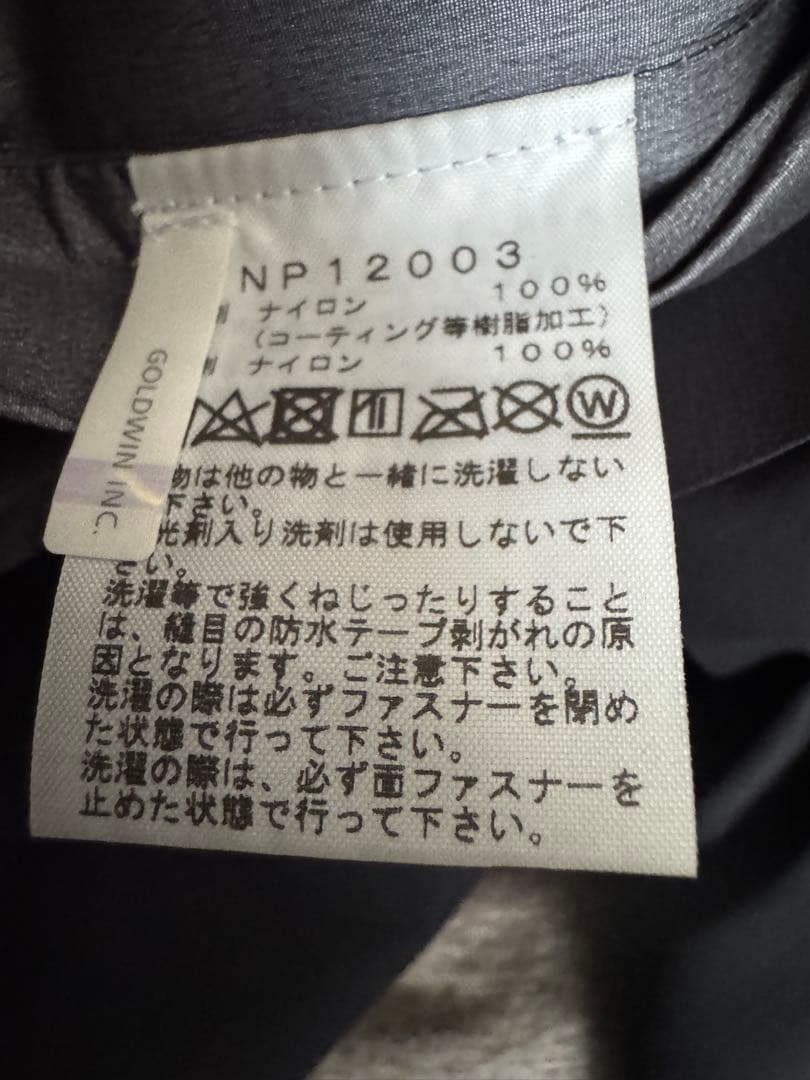 NP12003
ナイロン 100%
(コーティング等樹脂加工)
ナイロン 100%
W
GOLDWIN INC.
物は他の物と一緒に洗濯しない
下さい。
光剤入り洗剤は使用しないで下
さい。
洗濯等で強くねじったりすること
は、縫目の防水テープ剥がれの原
因となります。ご注意下さい。
洗濯の際は必ずファスナーを閉め
た状態で行って下さい。
洗濯の際は、必ず面ファスナーを
止めた状態で行って下さい。